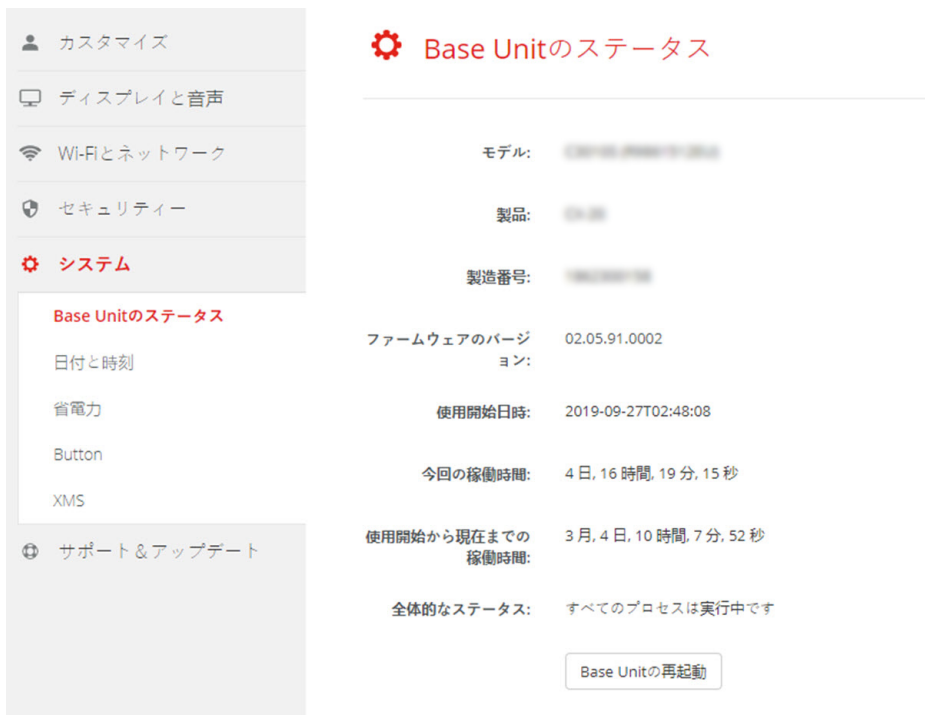 カスタマイズ
ディスプレイと音声
Wi-Fiとネットワーク
セキュリティー
システム
Base Unitのステータス
日付と時刻
省電力
Button
XMS
サポート＆アップデート
Base Unitのステータス
モデル:
製品:
製造番号:
ファームウェアのバージ
ョン:
02.05.91.0002
使用開始日時:
2019-09-27T02:48:08
今回の稼働時間:
4 日, 16 時間, 19 分, 15 秒
使用開始から現在までの
稼働時間:
3 月, 4 日, 10 時間, 7 分, 52 秒
全体的なステータス:
すべてのプロセスは実行中です
Base Unitの再起動